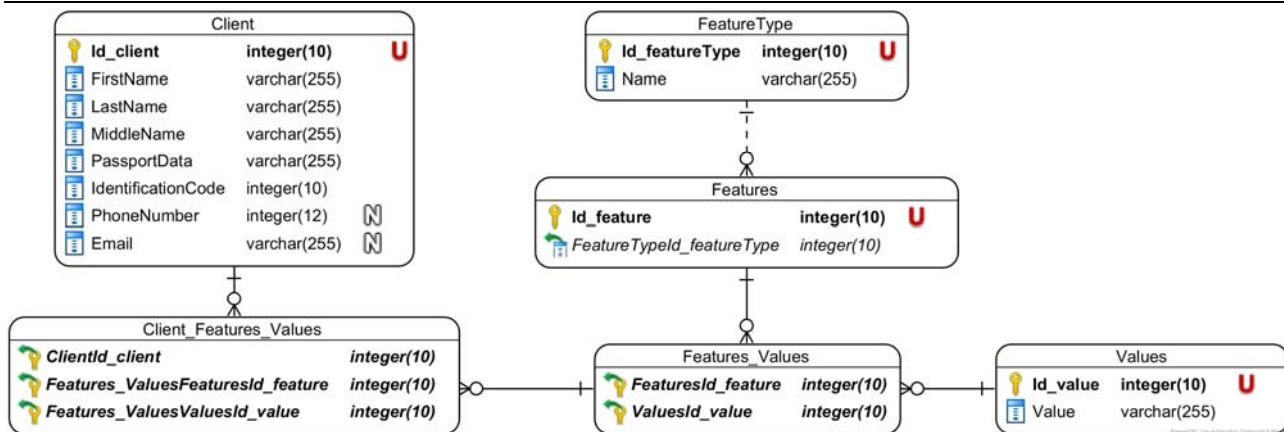 Client
Id_client integer(10) U
FirstName varchar(255)
LastName varchar(255)
MiddleName varchar(255)
PassportData varchar(255)
IdentificationCode integer(10)
PhoneNumber integer(12) N
Email varchar(255) N
FeatureType
Id_featureType integer(10) U
Name varchar(255)
Features
Id_feature integer(10) U
FeatureTypeId_featureType integer(10)
Client_Features_Values
ClientId_client integer(10)
Features_ValuesFeaturesId_feature integer(10)
Features_ValuesValuesId_value integer(10)
Features_Values
FeaturesId_feature integer(10)
ValuesId_value integer(10)
Values
Id_value integer(10) U
Value varchar(255)